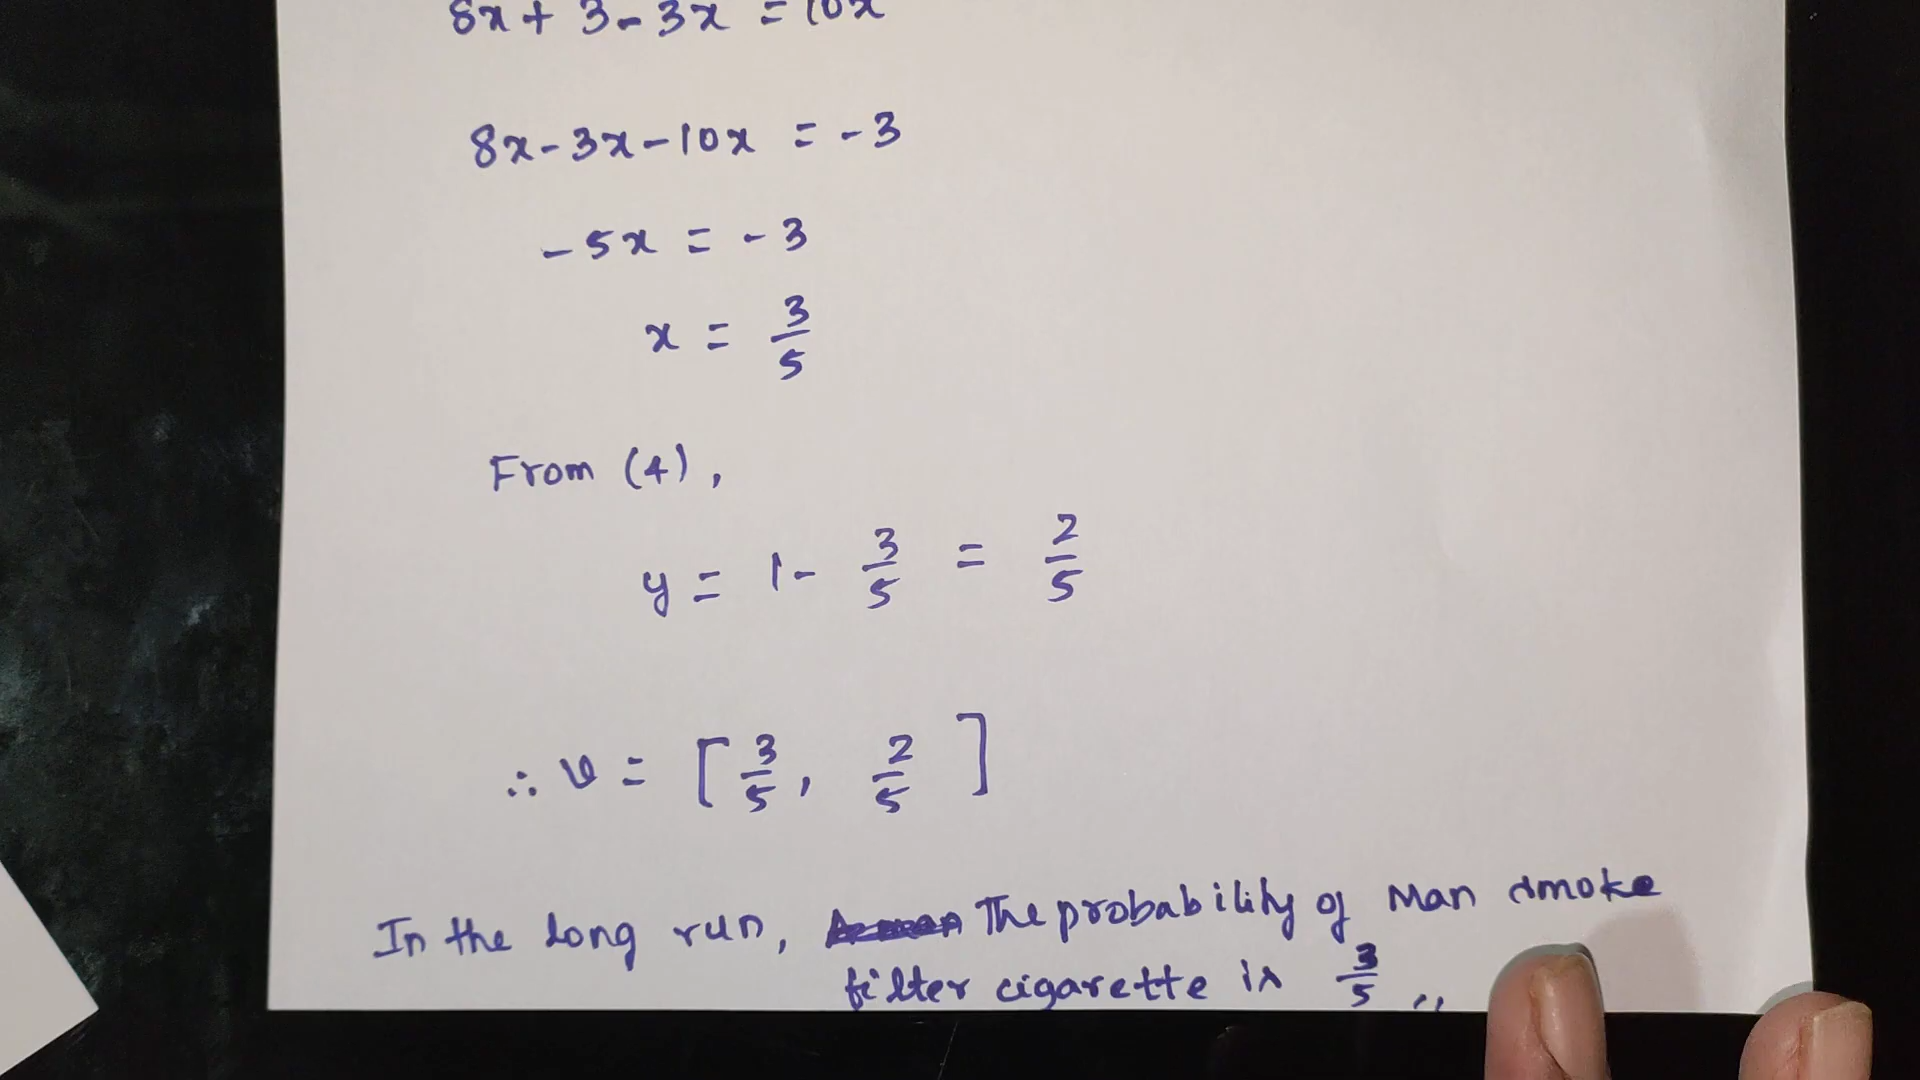 8x + 3 - 3x = 10x
8x - 3x - 10x = -3
-5x = -3
x = 3/5
From (4),
y = 1 - 3/5 = 2/5
∴ v = [3/5, 2/5]
In the long run, The probability of Man smoke
filter cigarette is 3/5 ,,